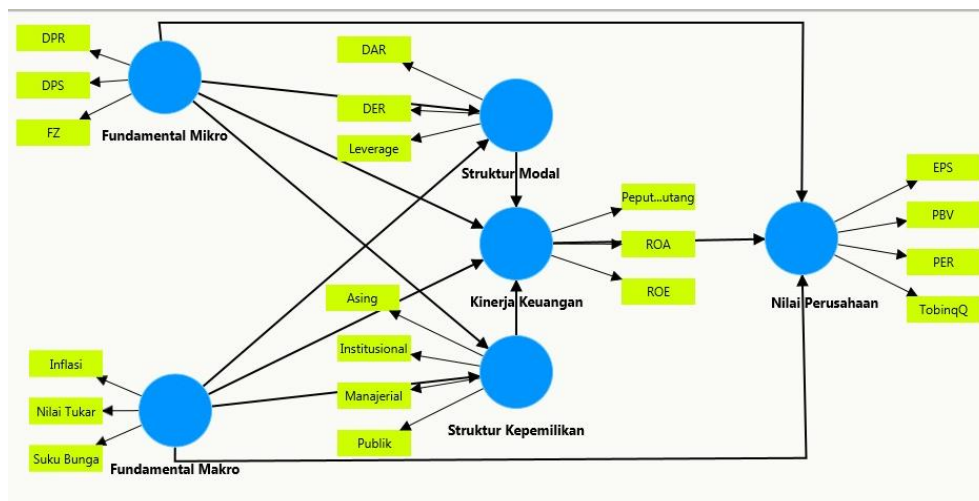 DPR
DPS
FZ
Fundamental Mikro
DAR
DER
Leverage
Struktur Modal
Peput...utang
ROA
ROE
Kinerja Keuangan
EPS
PBV
PER
TobinqQ
Nilai Perusahaan
Asing
Institusional
Manajerial
Publik
Struktur Kepemilikan
Inflasi
Nilai Tukar
Suku Bunga
Fundamental Makro